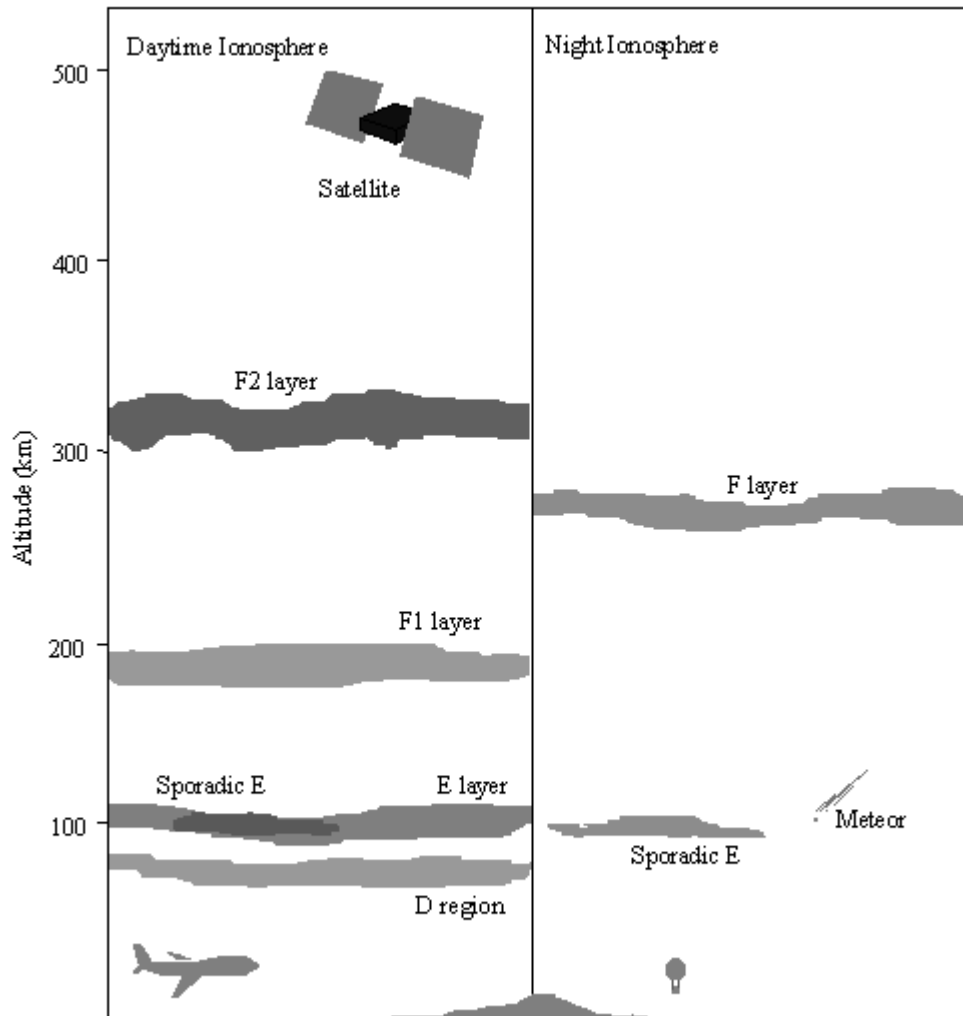 Daytime Ionosphere
Night Ionosphere
500
Satellite
400
F2 layer
300
F layer
Altitude (km)
F1 layer
200
Sporadic E
E layer
100
Meteor
Sporadic E
D region